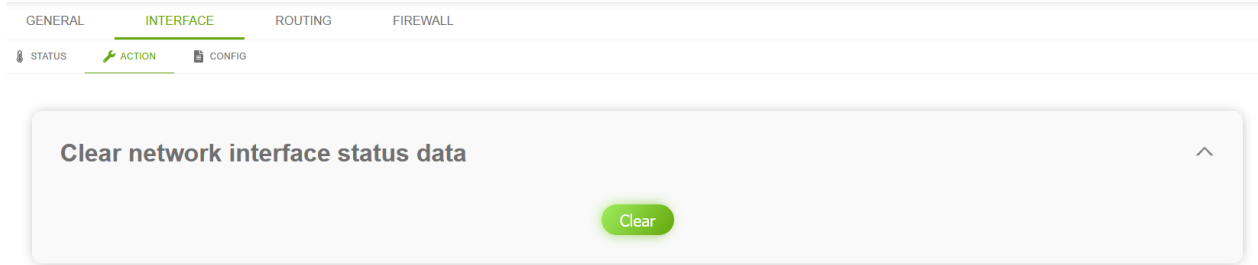 GENERAL INTERFACE ROUTING FIREWALL
STATUS ACTION CONFIG
Clear network interface status data
Clear